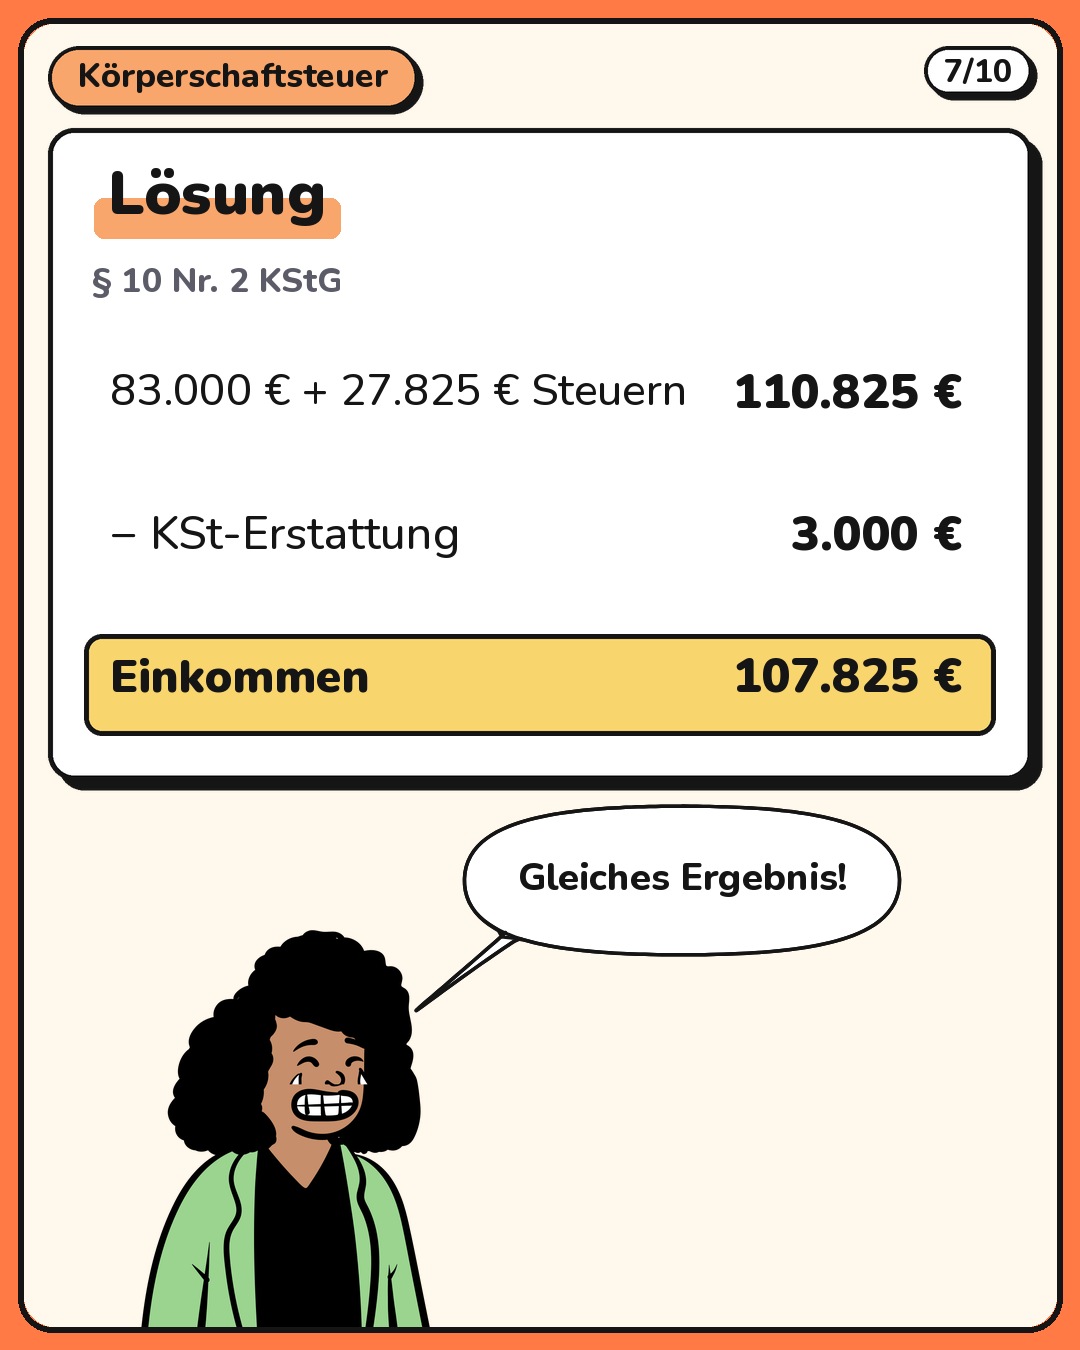 Körperschaftsteuer
7/10
Lösung
§ 10 Nr. 2 KStG
83.000 € + 27.825 € Steuern 110.825 €
– KSt-Erstattung 3.000 €
Einkommen 107.825 €
Gleiches Ergebnis!